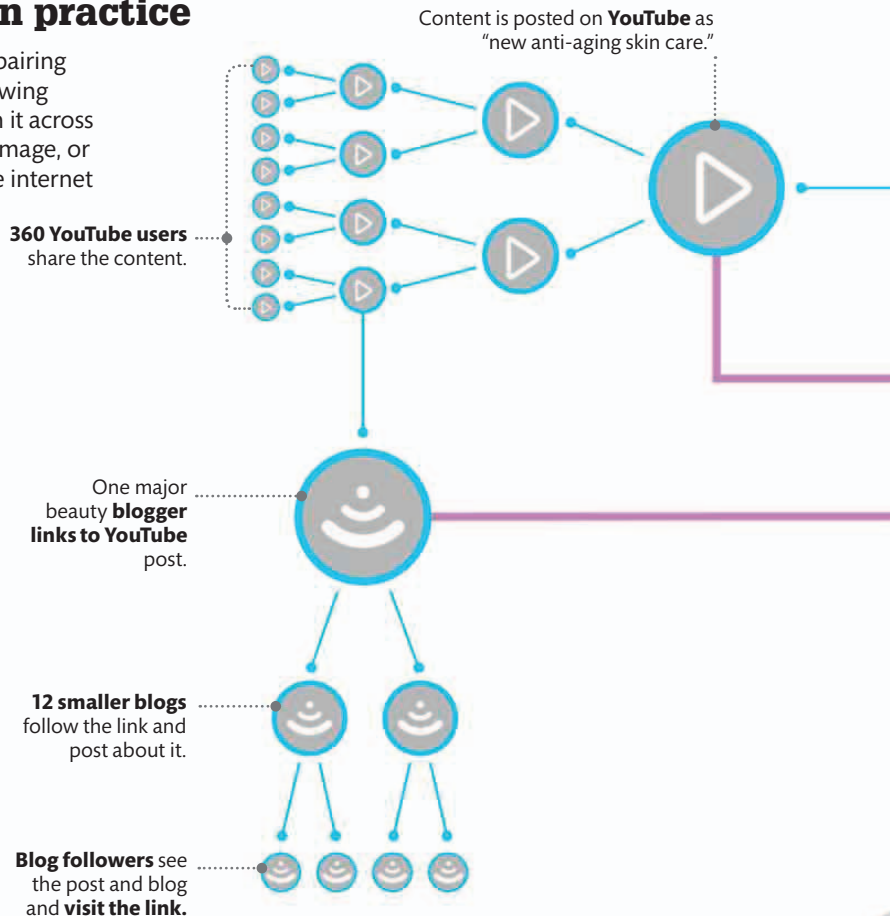 n practice
pairing
wing
n it across
mage, or
e internet
Content is posted on YouTube as
“new anti-aging skin care.”
360 YouTube users
share the content.
One major
beauty blogger
links to YouTube
post.
12 smaller blogs
follow the link and
post about it.
Blog followers see
the post and blog
and visit the link.